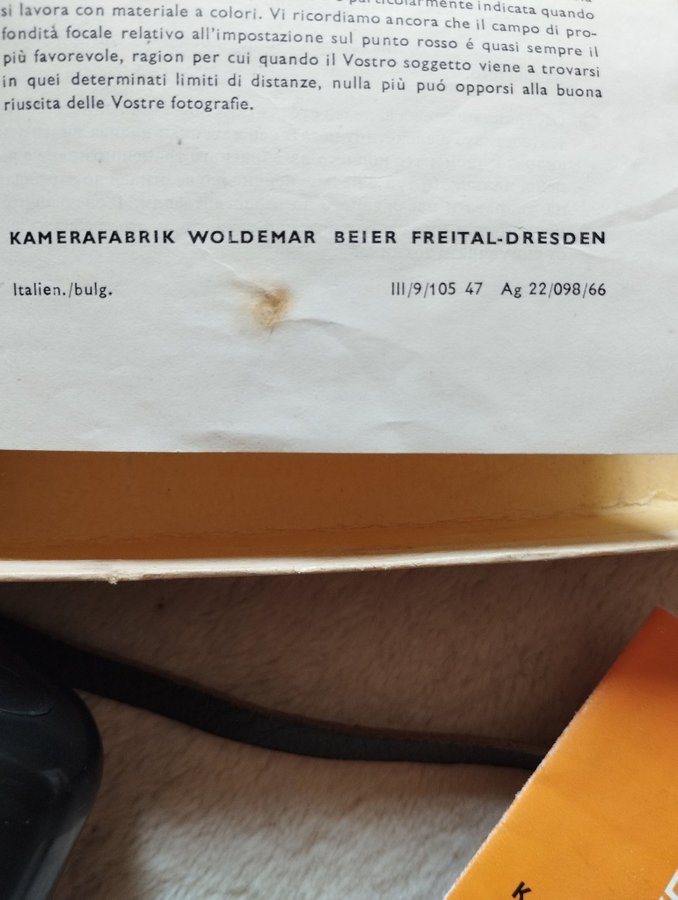 particolarmente indicata quando
si lavora con materiale a colori. Vi ricordiamo ancora che il campo di pro-
fondità focale relativo all'impostazione sul punto rosso é quasi sempre il
più favorevole, ragion per cui quando il Vostro soggetto viene a trovarsi
in quei determinati limiti di distanze, nulla più puó opporsi alla buona
riuscita delle Vostre fotografie.
KAMERAFABRIK WOLDEMAR BEIER FREITAL-DRESDEN
Italien./bulg. III/9/105 47 Ag 22/098/66
K